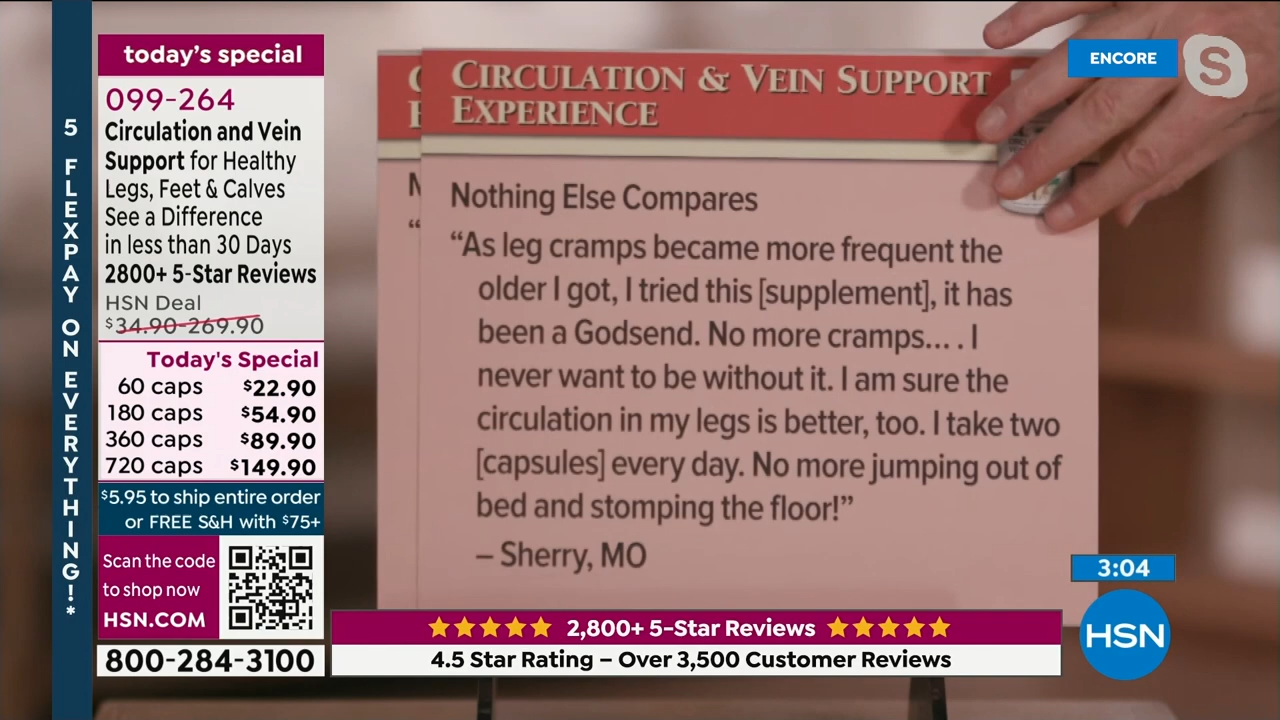 5 FLEXPAY ON EVERYTHING!*
today's special
099-264
Circulation and Vein
Support for Healthy
Legs, Feet & Calves
See a Difference
in less than 30 Days
2800+ 5-Star Reviews
HSN Deal
$34.90-269.90
Today's Special
60 caps $22.90
180 caps $54.90
360 caps $89.90
720 caps $149.90
$5.95 to ship entire order
or FREE S&H with $75+
Scan the code
to shop now
HSN.COM
800-284-3100
CIRCULATION & VEIN SUPPORT
EXPERIENCE
Nothing Else Compares
“As leg cramps became more frequent the
older I got, I tried this [supplement], it has
been a Godsend. No more cramps... . I
never want to be without it. I am sure the
circulation in my legs is better, too. I take two
[capsules] every day. No more jumping out of
bed and stomping the floor!”
– Sherry, MO
ENCORE
S
3:04
HSN
2,800+ 5-Star Reviews
4.5 Star Rating – Over 3,500 Customer Reviews